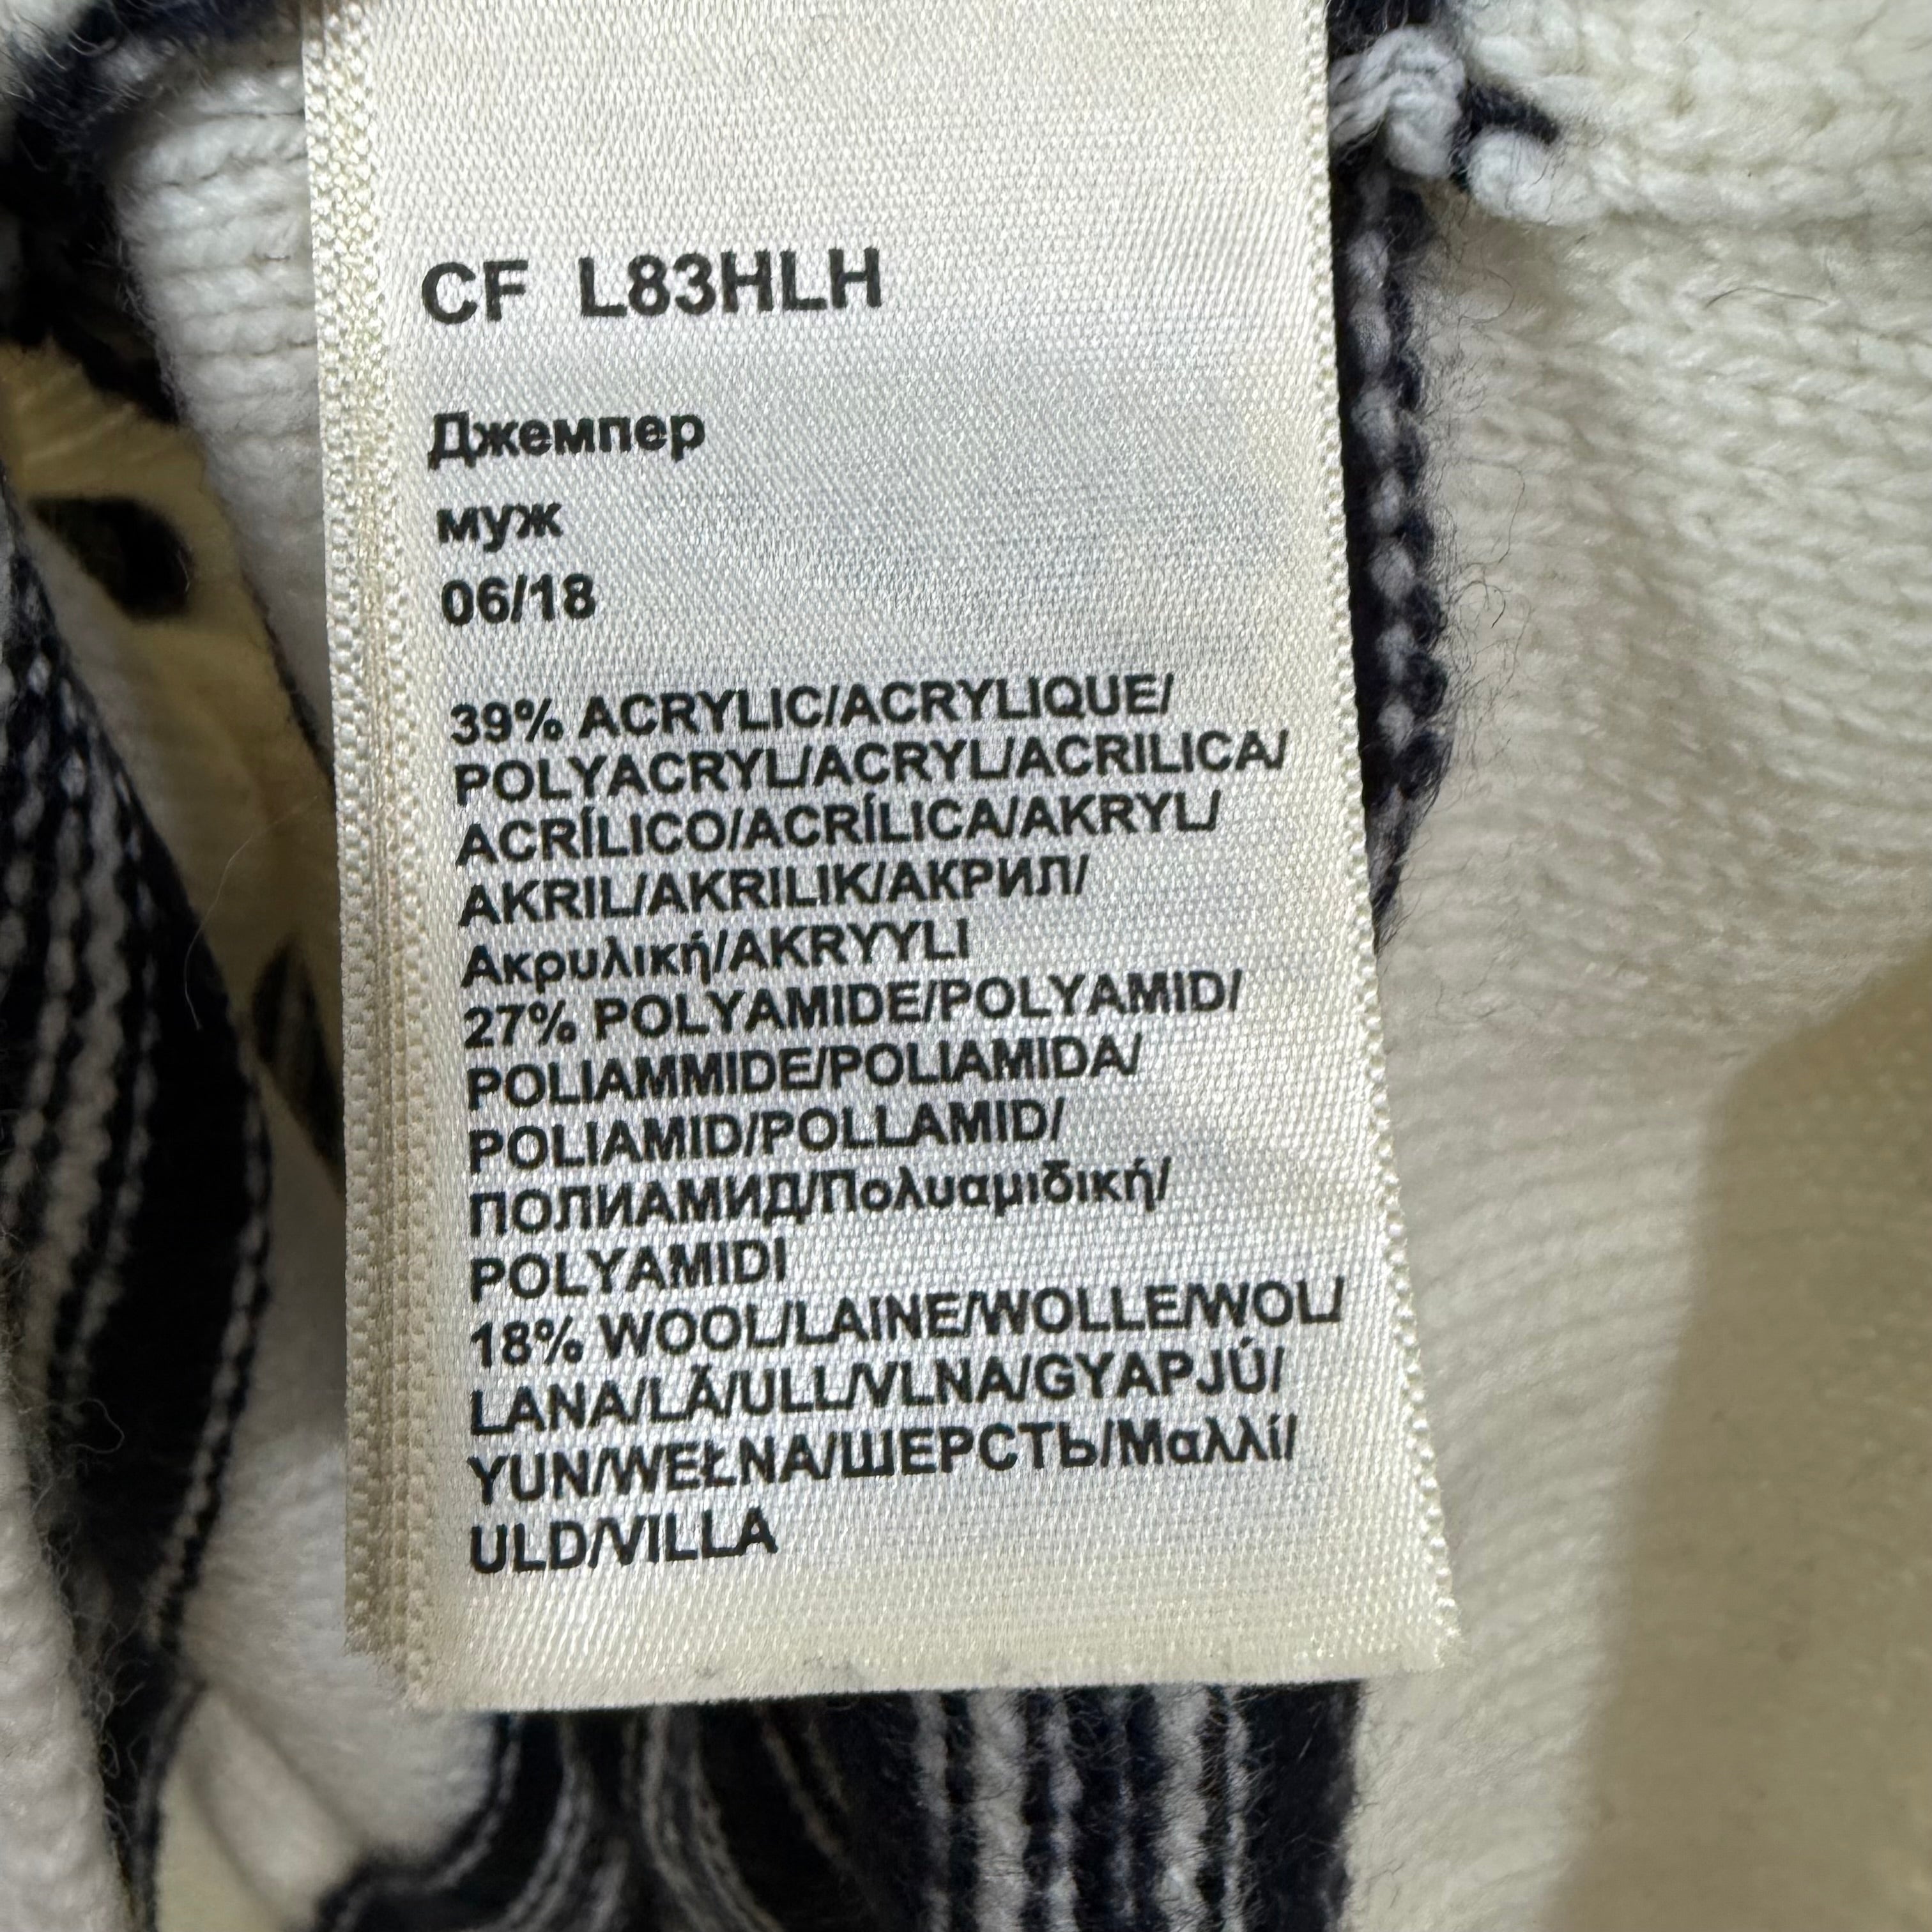 CF L83HLH
Джемпер
муж
06/18
39% ACRYLIC/ACRYLIQUE/
POLYACRYL/ACRYL/ACRILICA/
ACRÍLICO/ACRÍLICA/AKRYL/
AKRIL/AKRILIK/АКРИЛ/
Ακρυλική/AKRYYLI
27% POLYAMIDE/POLYAMID/
POLIAMMIDE/POLIAMIDA/
POLIAMID/POLLAMID/
ПОЛИАМИД/Πολυαμιδική/
POLYAMIDI
18% WOOL/LAINE/WOLLE/WOL/
LANA/LÃ/ULL/VLNA/GYAPJÚ/
YUN/WEŁNA/ШЕРСТЬ/Μαλλί/
ULD/VILLA